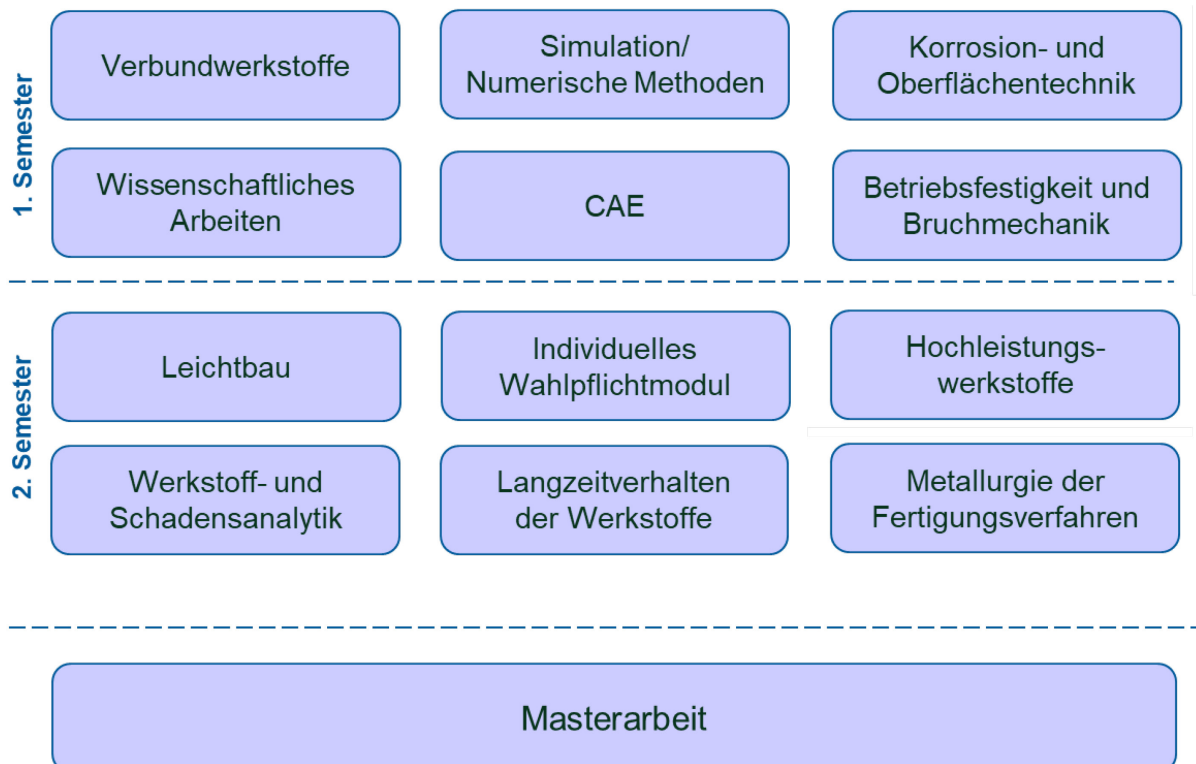 1. Semester
Verbundwerkstoffe
Simulation/
Numerische Methoden
Korrosion- und
Oberflächentechnik
Wissenschaftliches
Arbeiten
CAE
Betriebsfestigkeit und
Bruchmechanik
2. Semester
Leichtbau
Individuelles
Wahlpflichtmodul
Hochleistungs-
werkstoffe
Werkstoff- und
Schadensanalytik
Langzeitverhalten
der Werkstoffe
Metallurgie der
Fertigungsverfahren
Masterarbeit